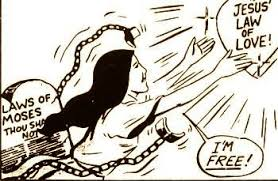 JESUS'
LAW OF
LOVE!
LAWS OF
MOSES
THOU SHA
NOT
I'M
FREE!